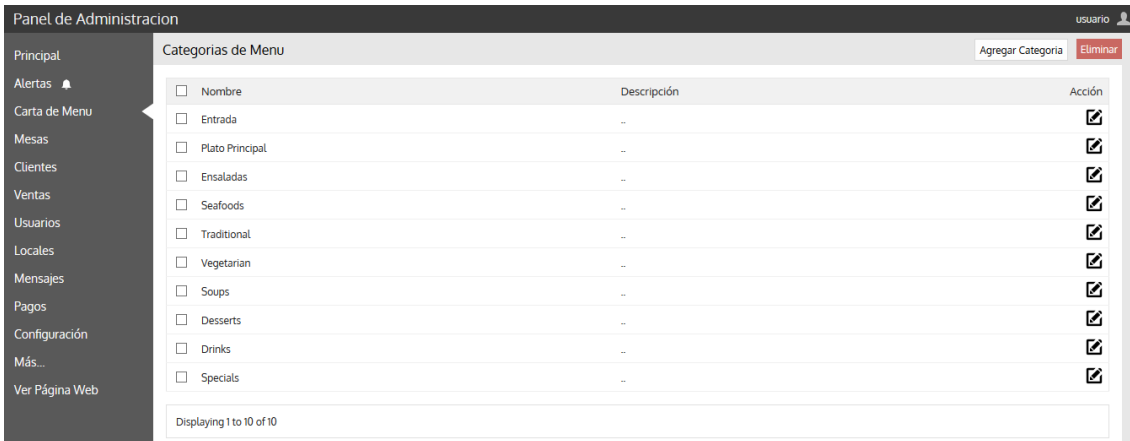 Panel de Administracion
usuario
Principal
Alertas
Carta de Menu
Mesas
Clientes
Ventas
Usuarios
Locales
Mensajes
Pagos
Configuración
Más...
Ver Página Web
Categorias de Menu
Agregar Categoria
Eliminar
Nombre Descripción Acción
Entrada ..
Plato Principal ..
Ensaladas ..
Seafoods ..
Traditional ..
Vegetarian ..
Soups ..
Desserts ..
Drinks ..
Specials ..
Displaying 1 to 10 of 10